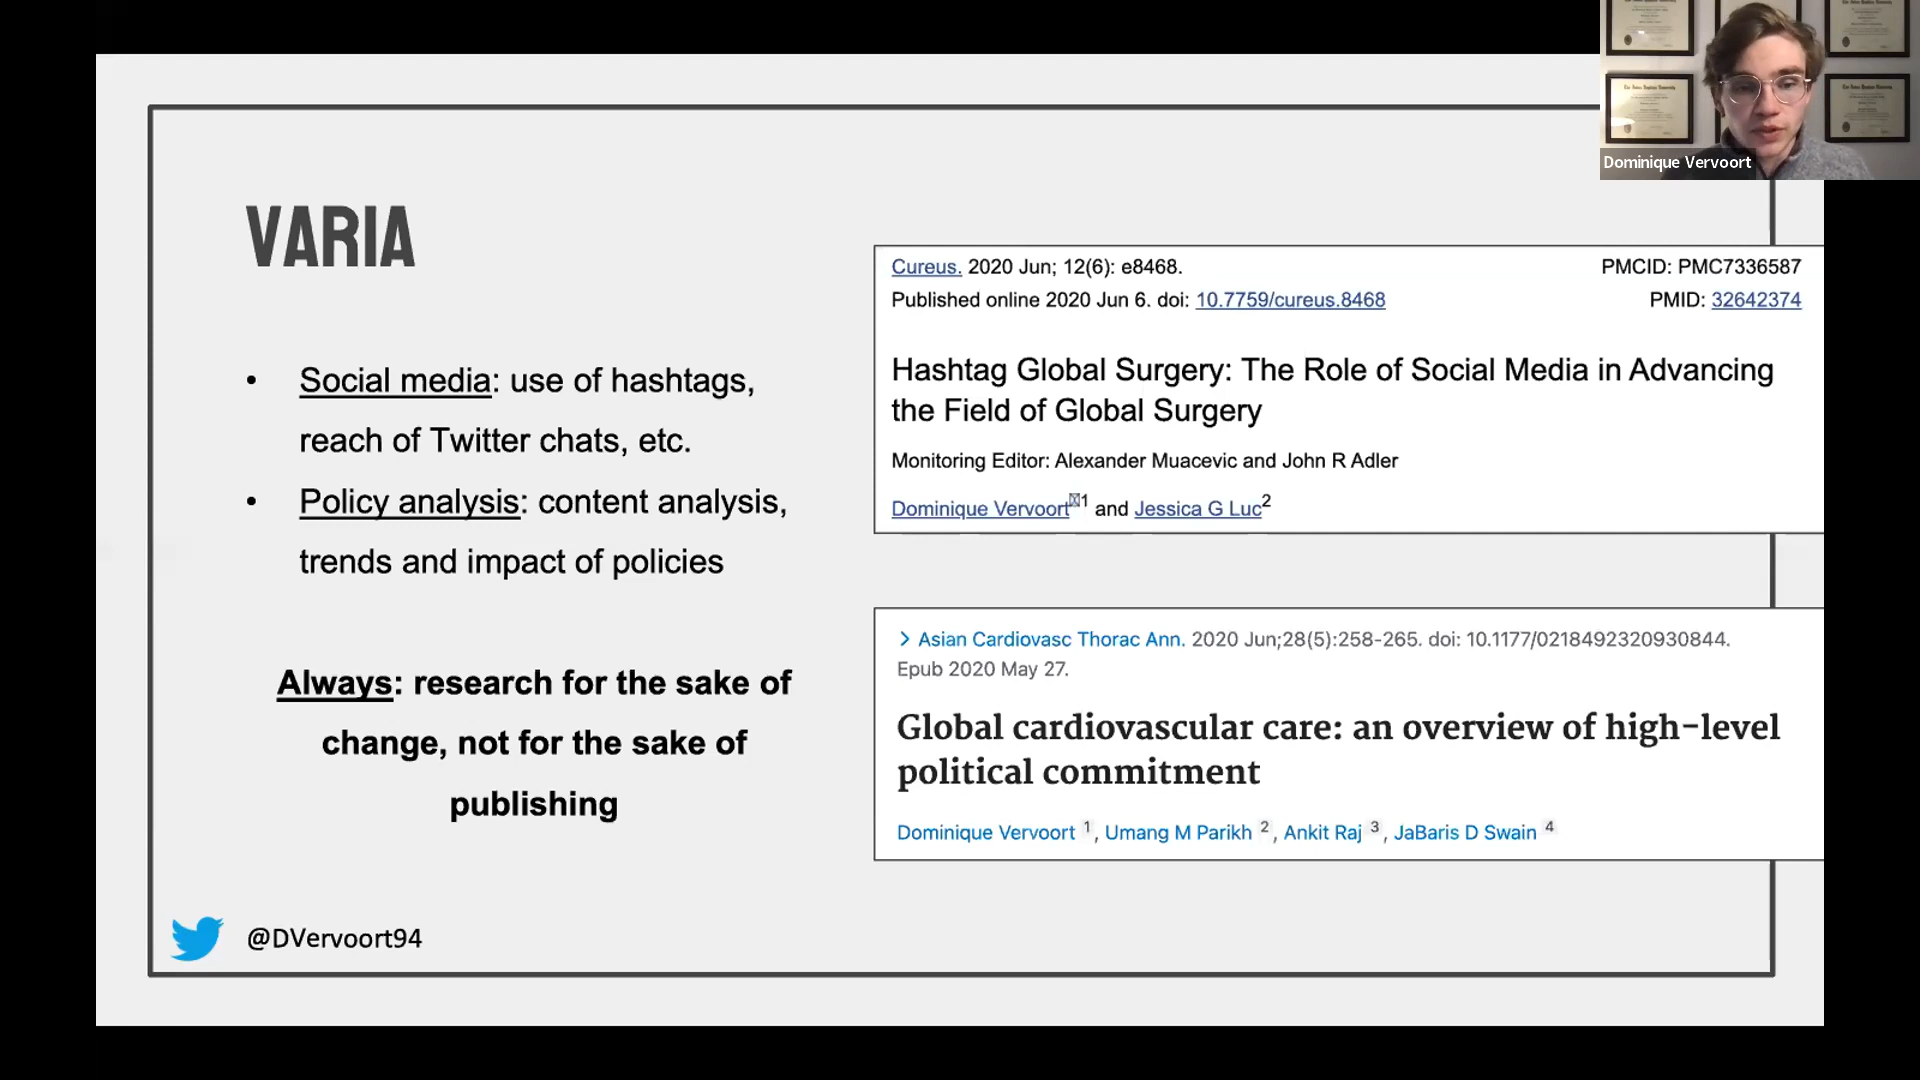 Dominique Vervoort
VARIA
• Social media: use of hashtags,
reach of Twitter chats, etc.
• Policy analysis: content analysis,
trends and impact of policies
Always: research for the sake of
change, not for the sake of
publishing
@DVervoort94
Cureus. 2020 Jun; 12(6): e8468. PMCID: PMC7336587
Published online 2020 Jun 6. doi: 10.7759/cureus.8468 PMID: 32642374
Hashtag Global Surgery: The Role of Social Media in Advancing
the Field of Global Surgery
Monitoring Editor: Alexander Muacevic and John R Adler
Dominique Vervoort1 and Jessica G Luc2
> Asian Cardiovasc Thorac Ann. 2020 Jun;28(5):258-265. doi: 10.1177/0218492320930844.
Epub 2020 May 27.
Global cardiovascular care: an overview of high-level
political commitment
Dominique Vervoort 1, Umang M Parikh 2, Ankit Raj 3, JaBaris D Swain 4